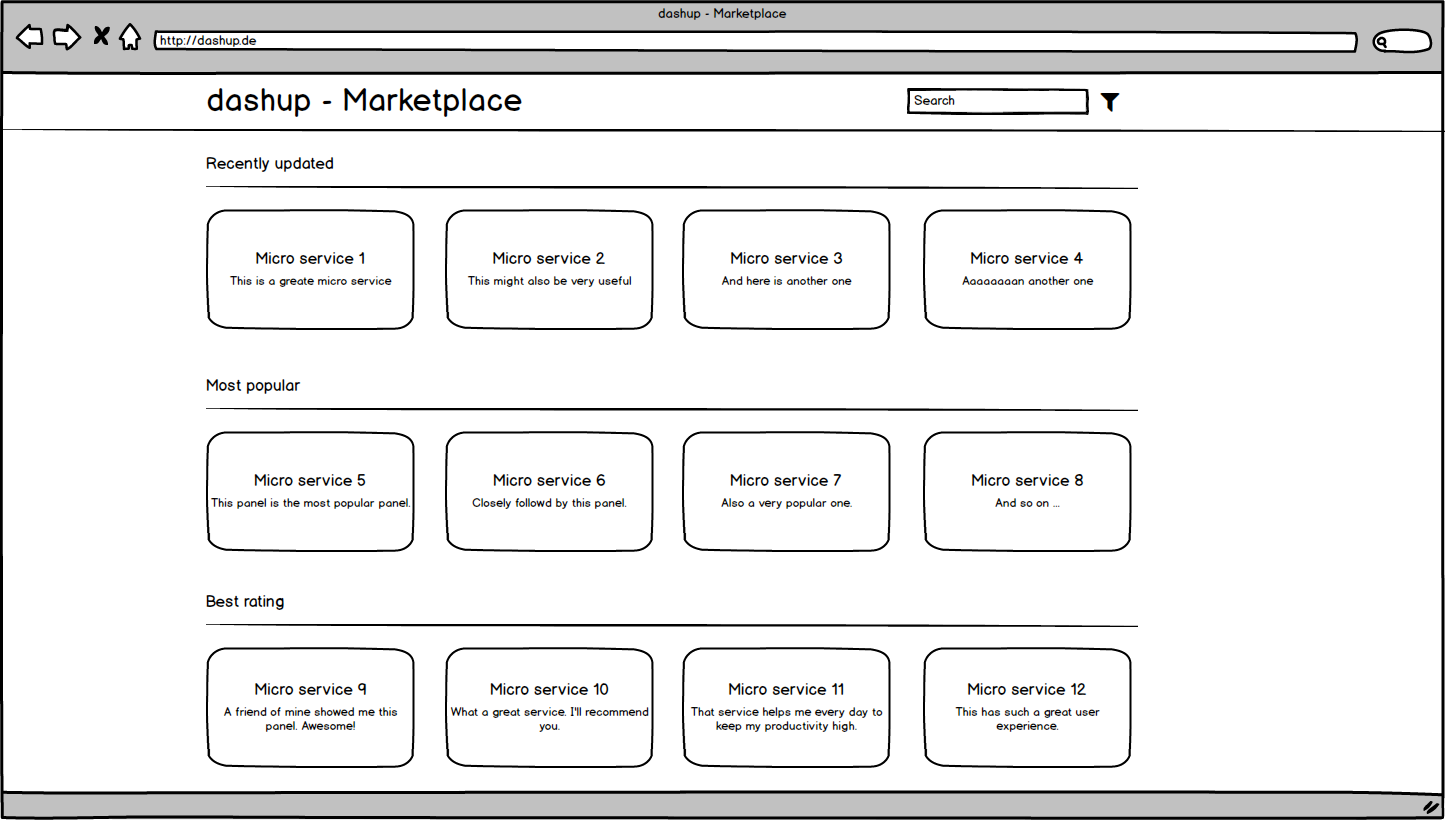 dashup - Marketplace
http://dashup.de
dashup - Marketplace
Search
Recently updated
Micro service 1
This is a greate micro service
Micro service 2
This might also be very useful
Micro service 3
And here is another one
Micro service 4
Aaaaaaaan another one
Most popular
Micro service 5
This panel is the most popular panel.
Micro service 6
Closely followd by this panel.
Micro service 7
Also a very popular one.
Micro service 8
And so on ...
Best rating
Micro service 9
A friend of mine showed me this
panel. Awesome!
Micro service 10
What a great service. I'll recommend
you.
Micro service 11
That service helps me every day to
keep my productivity high.
Micro service 12
This has such a great user
experience.